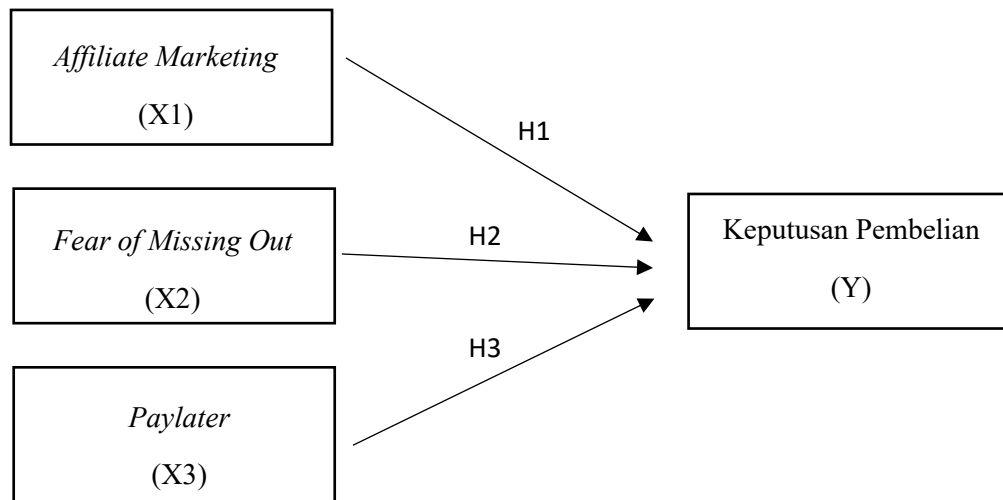 Affiliate Marketing
(X1)
H1
Fear of Missing Out
(X2)
H2
Keputusan Pembelian
(Y)
H3
Paylater
(X3)